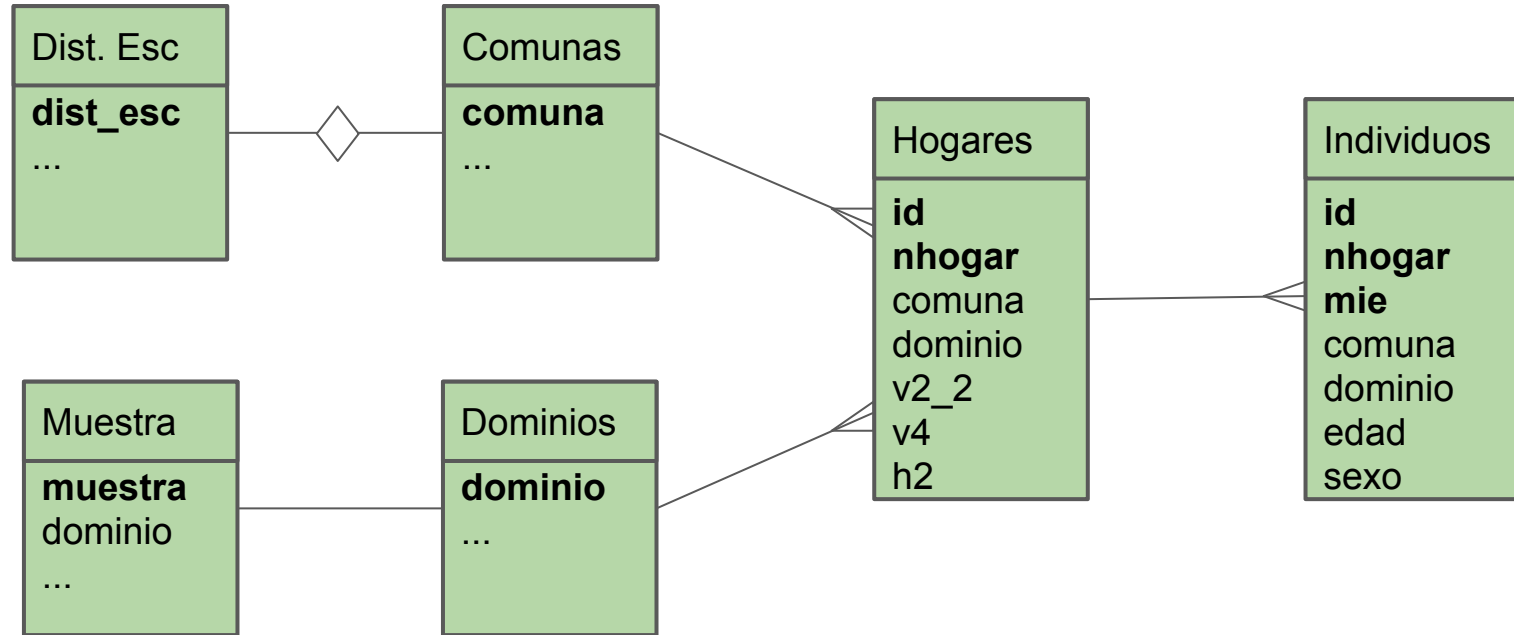 Dist. Esc
dist_esc
...
Comunas
comuna
...
Muestra
muestra
dominio
...
Dominios
dominio
...
Hogares
id
nhogar
comuna
dominio
v2_2
v4
h2
Individuos
id
nhogar
mie
comuna
dominio
edad
sexo